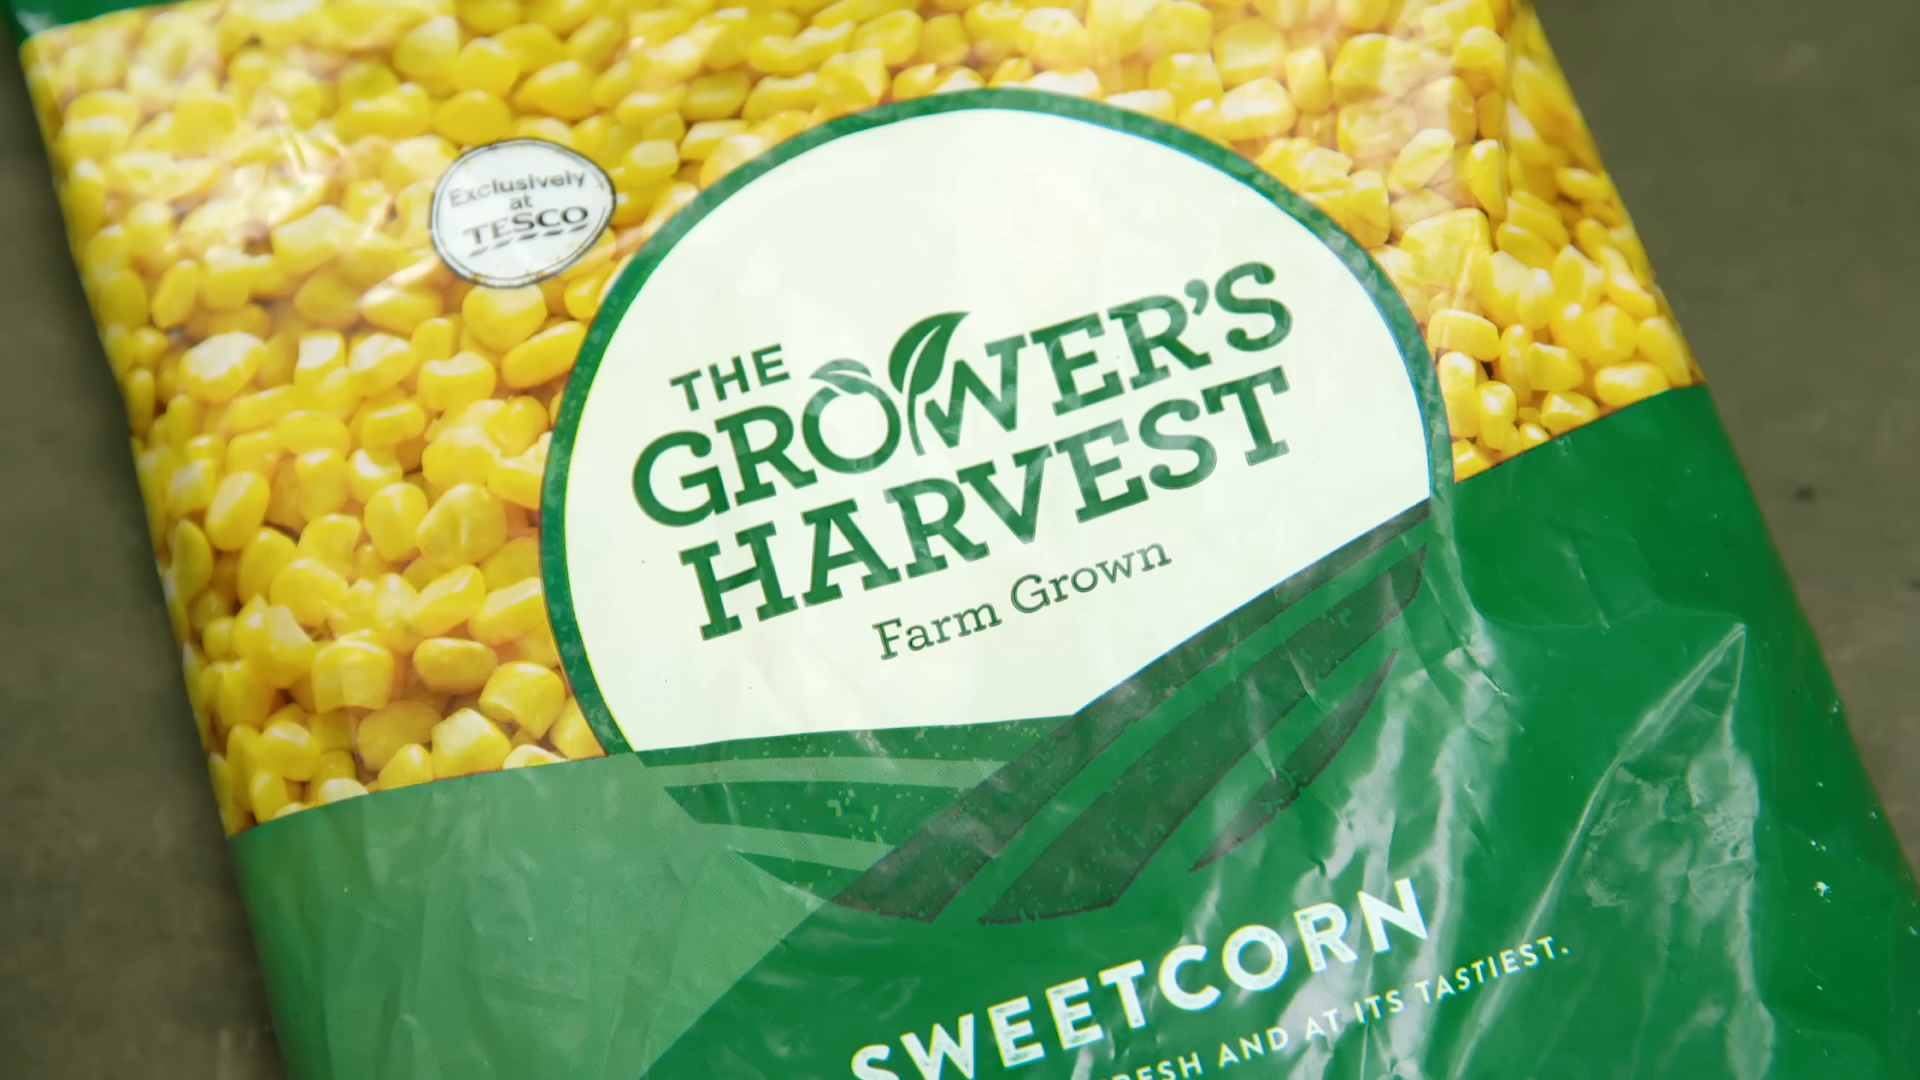 Exclusively
at
TESCO
THE
GROWER'S
HARVEST
Farm Grown
SWEETCORN
AND AT ITS TASTIEST.